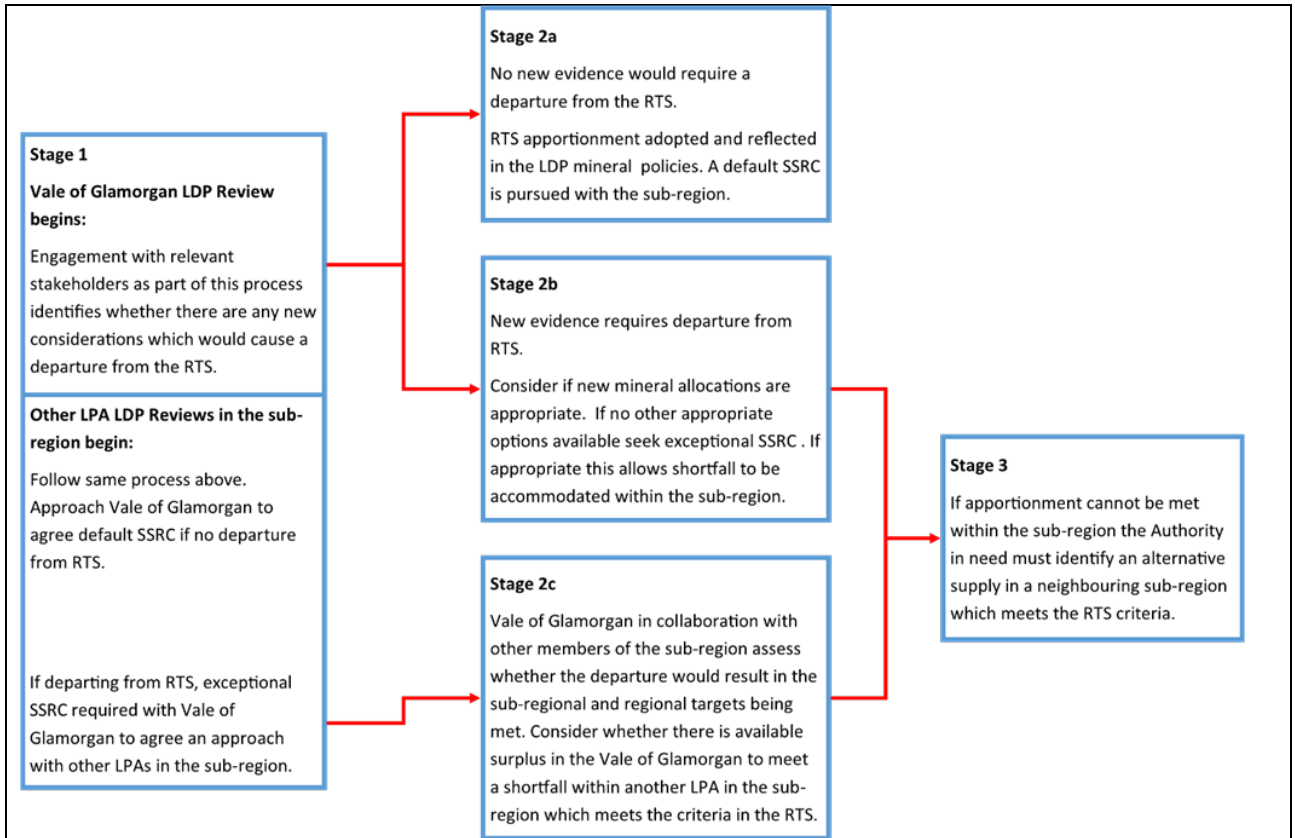 Stage 1
Vale of Glamorgan LDP Review
begins:
Engagement with relevant
stakeholders as part of this process
identifies whether there are any new
considerations which would cause a
departure from the RTS.
Other LPA LDP Reviews in the sub-
region begin:
Follow same process above.
Approach Vale of Glamorgan to
agree default SSRC if no departure
from RTS.
If departing from RTS, exceptional
SSRC required with Vale of
Glamorgan to agree an approach
with other LPAs in the sub-region.
Stage 2a
No new evidence would require a
departure from the RTS.
RTS apportionment adopted and reflected
in the LDP mineral policies. A default SSRC
is pursued with the sub-region.
Stage 2b
New evidence requires departure from
RTS.
Consider if new mineral allocations are
appropriate. If no other appropriate
options available seek exceptional SSRC . If
appropriate this allows shortfall to be
accommodated within the sub-region.
Stage 2c
Vale of Glamorgan in collaboration with
other members of the sub-region assess
whether the departure would result in the
sub-regional and regional targets being
met. Consider whether there is available
surplus in the Vale of Glamorgan to meet
a shortfall within another LPA in the sub-
region which meets the criteria in the RTS.
Stage 3
If apportionment cannot be met
within the sub-region the Authority
in need must identify an alternative
supply in a neighbouring sub-region
which meets the RTS criteria.